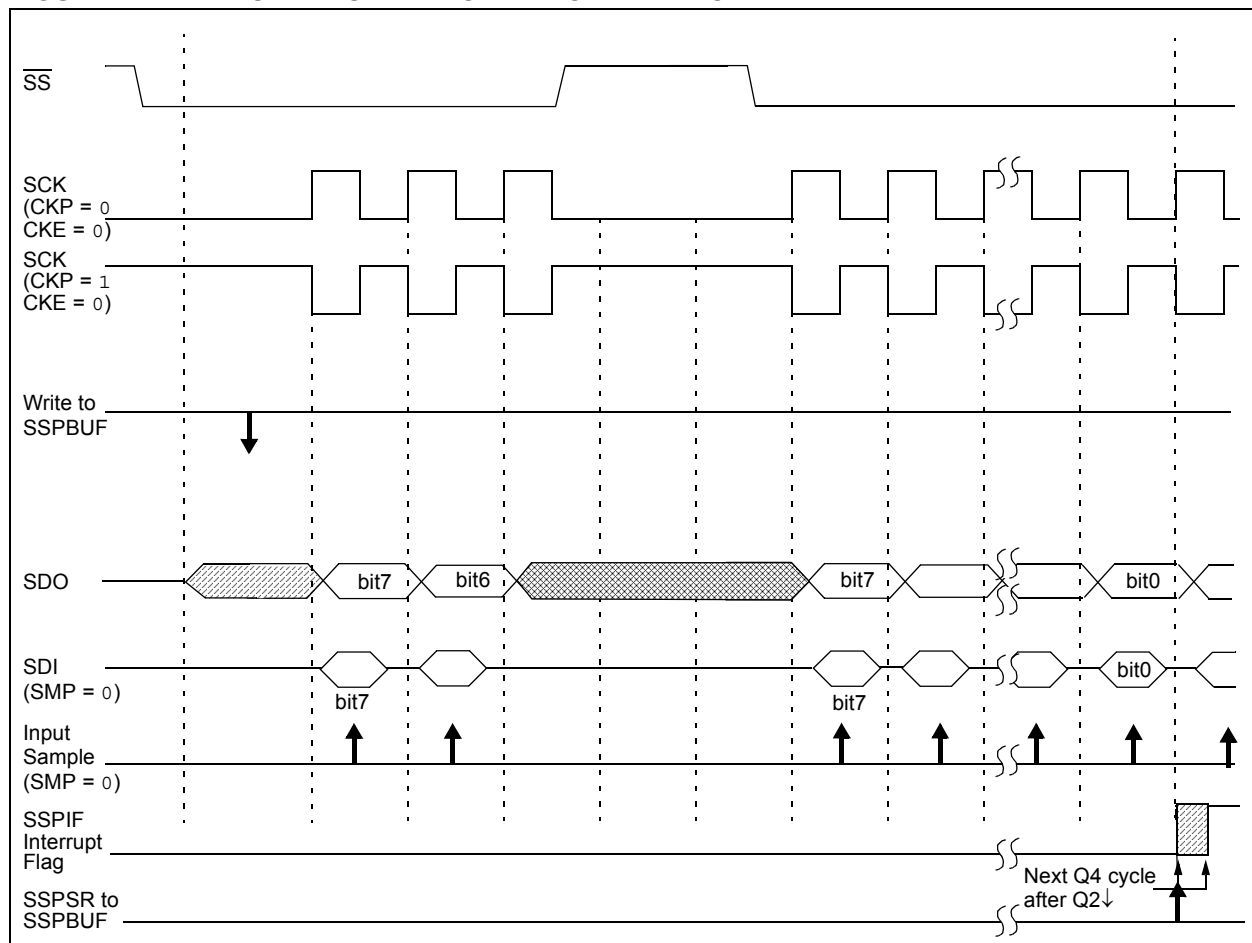 SS
SCK
(CKP = 0
CKE = 0)
SCK
(CKP = 1
CKE = 0)
Write to
SSPBUF
SDO
bit7
bit6
bit7
bit0
SDI
(SMP = 0)
bit7
bit7
bit0
Input
Sample
(SMP = 0)
SSPIF
Interrupt
Flag
Next Q4 cycle
after Q2↓
SSPSR to
SSPBUF